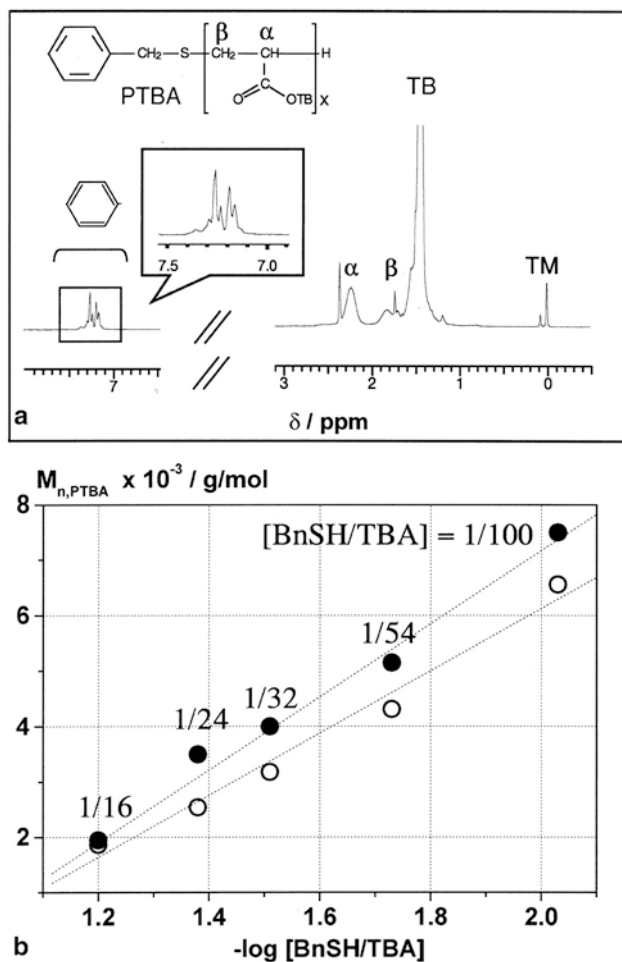 β α
CH₂—S—CH₂—CH—H
C
O OTB
x
PTBA
TB
7.5 7.0
α β TM
7 3 2 1 0
a δ / ppm
Mn,PTBA x 10⁻³ / g/mol
8
[BnSH/TBA] = 1/100
6
1/54
1/32
1/24
4
1/16
2
1.2 1.4 1.6 1.8 2.0
b -log [BnSH/TBA]